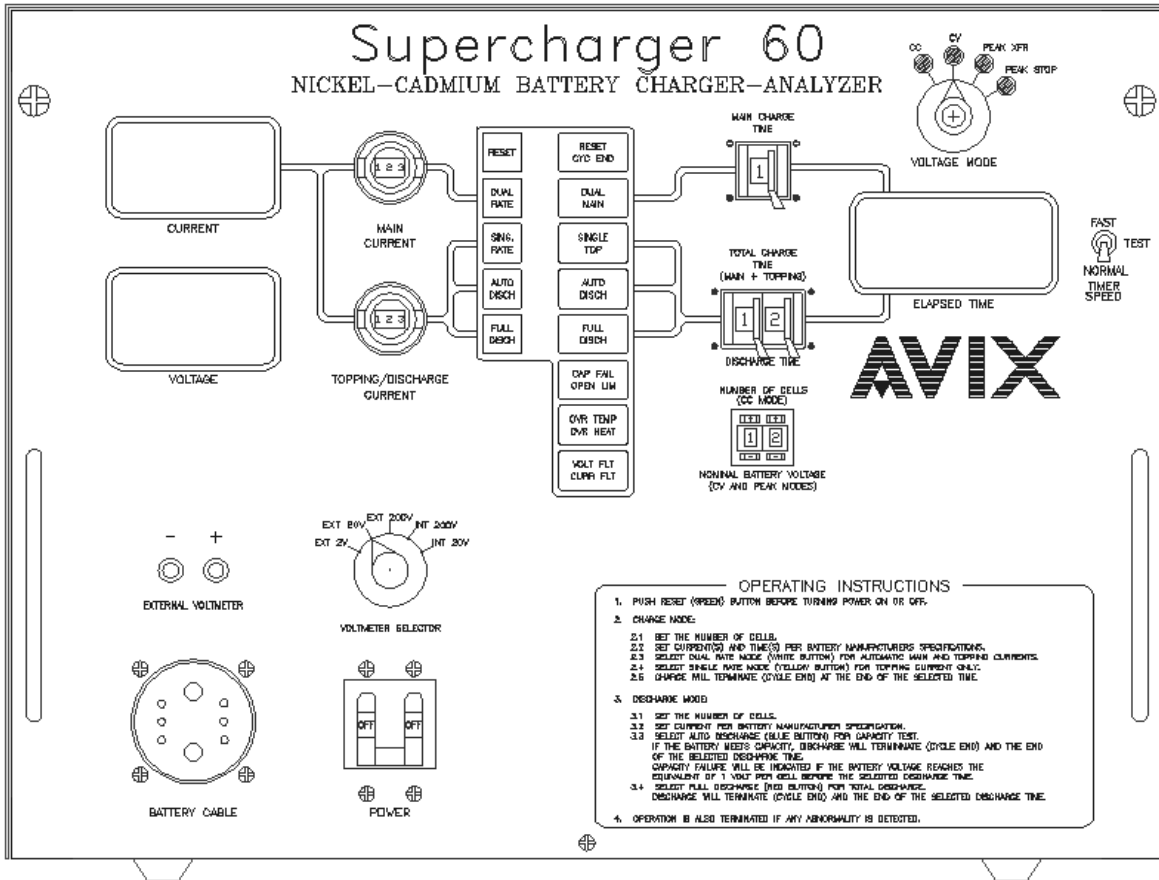 Supercharger 60
NICKEL-CADMIUM BATTERY CHARGER-ANALYZER
CC
CV
PEAK XFR
PEAK STOP
VOLTAGE MODE
CURRENT
VOLTAGE
1 2 3
MAIN
CURRENT
1 2 3
TOPPING/DISCHARGE
CURRENT
RESET
DUAL
RATE
SING.
RATE
AUTO
DISCH
FULL
DISCH
RESET
CYC END
DUAL
MAIN
SINGLE
TOP
AUTO
DISCH
FULL
DISCH
CAP FAIL
OPEN LIM
OVR TEMP
OVR HEAT
VOLT FLT
CURR FLT
MAIN CHARGE
TIME
1
TOTAL CHARGE
TIME
(MAIN + TOPPING)
1 2
DISCHARGE TIME
NUMBER OF CELLS
(CC MODE)
1 2
NOMINAL BATTERY VOLTAGE
(CV AND PEAK MODES)
ELAPSED TIME
FAST
TEST
NORMAL
TIMER
SPEED
AVIX
- +
EXTERNAL VOLTMETER
EXT 2V
EXT 20V
EXT 200V
INT 200V
INT 20V
VOLTMETER SELECTOR
BATTERY CABLE
OFF OFF
POWER
OPERATING INSTRUCTIONS
1. PUSH RESET (GREEN) BUTTON BEFORE TURNING POWER ON OR OFF.
2. CHARGE MODE:
2.1 SET THE NUMBER OF CELLS.
2.2 SET CURRENT(S) AND TIME(S) PER BATTERY MANUFACTURERS SPECIFICATIONS.
2.3 SELECT DUAL RATE MODE (WHITE BUTTON) FOR AUTOMATIC MAIN AND TOPPING CURRENTS.
2.4 SELECT SINGLE RATE MODE (YELLOW BUTTON) FOR TOPPING CURRENT ONLY.
2.5 CHARGE WILL TERMINATE (CYCLE END) AT THE END OF THE SELECTED TIME.
3. DISCHARGE MODE:
3.1 SET THE NUMBER OF CELLS.
3.2 SET CURRENT PER BATTERY MANUFACTURER SPECIFICATION.
3.3 SELECT AUTO DISCHARGE (BLUE BUTTON) FOR CAPACITY TEST.
IF THE BATTERY MEETS CAPACITY, DISCHARGE WILL TERMINNATE (CYCLE END) AND THE END
OF THE SELECTED DISCHARGE TIME.
CAPACITY FAILURE WILL BE INDICATED IF THE BATTERY VOLTAGE REACHES THE
EQUIVALENT OF 1 VOLT PER CELL BEFORE THE SELECTED DISCHARGE TIME.
3.4 SELECT FULL DISCHARGE (RED BUTTON) FOR TOTAL DISCHARGE.
DISCHARGE WILL TERMINATE (CYCLE END) AND THE END OF THE SELECTED DISCHARGE TIME.
4. OPERATION IS ALSO TERMINATED IF ANY ABNORMALITY IS DETECTED.